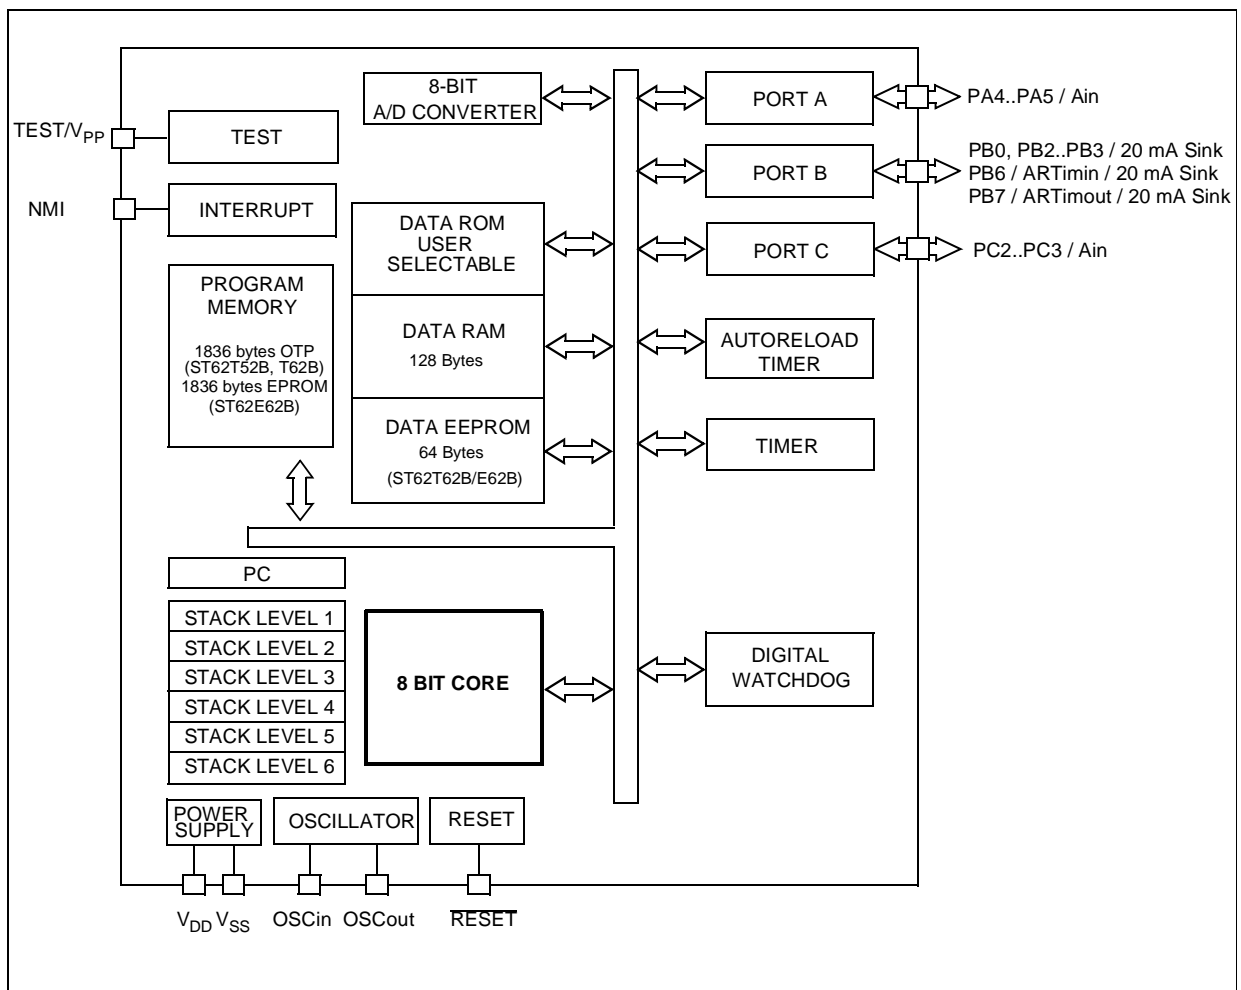 8-BIT
A/D CONVERTER
PORT A
PA4..PA5 / Ain
TEST/VPP
TEST
PORT B
PB0, PB2..PB3 / 20 mA Sink
PB6 / ARTimin / 20 mA Sink
PB7 / ARTimout / 20 mA Sink
NMI
INTERRUPT
DATA ROM
USER
SELECTABLE
PORT C
PC2..PC3 / Ain
PROGRAM
MEMORY
1836 bytes OTP
(ST62T52B, T62B)
1836 bytes EPROM
(ST62E62B)
DATA RAM
128 Bytes
AUTORELOAD
TIMER
DATA EEPROM
64 Bytes
(ST62T62B/E62B)
TIMER
PC
STACK LEVEL 1
STACK LEVEL 2
STACK LEVEL 3
STACK LEVEL 4
STACK LEVEL 5
STACK LEVEL 6
8 BIT CORE
DIGITAL
WATCHDOG
POWER
SUPPLY
OSCILLATOR
RESET
VDD VSS OSCin OSCout RESET